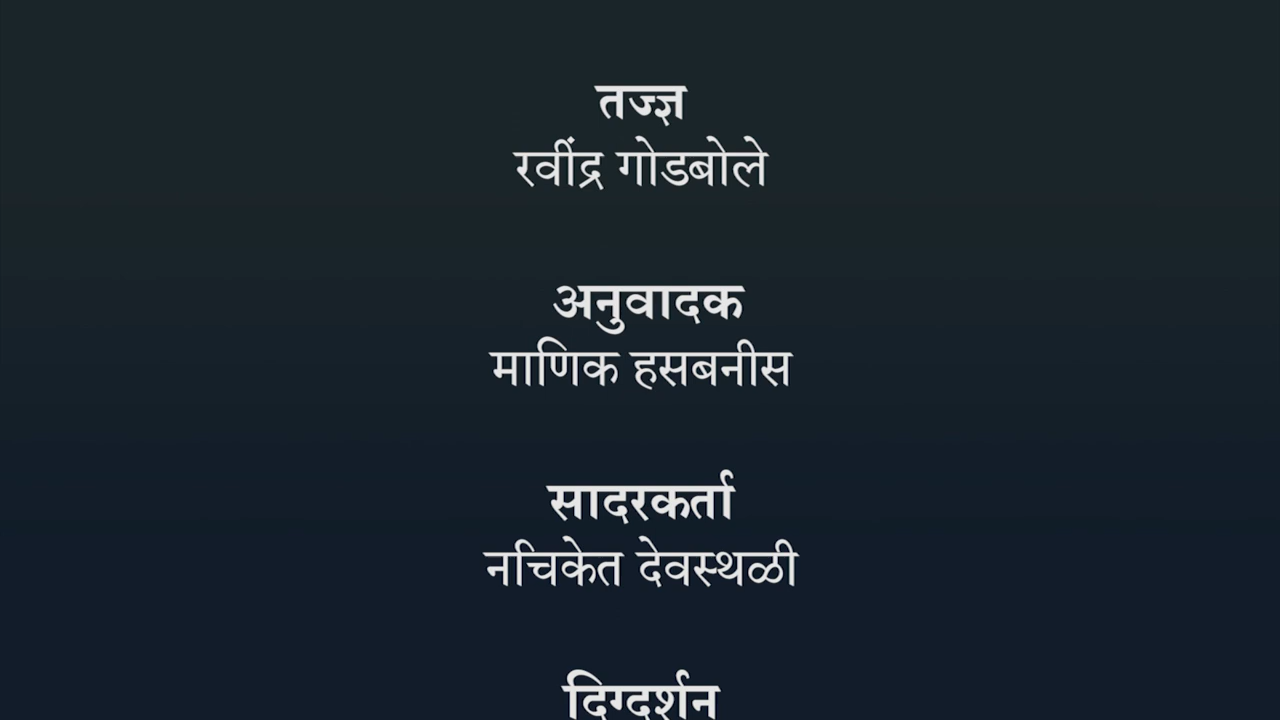 तज्ज्ञ
रवींद्र गोडबोले
अनुवादक
माणिक हसबनीस
सादरकर्ता
नचिकेत देवस्थळी
दिग्दर्शन